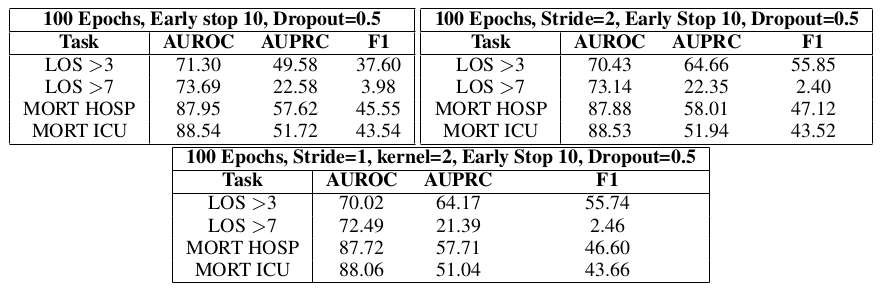 100 Epochs, Early stop 10, Dropout=0.5
Task AUROC AUPRC F1
LOS >3 71.30 49.58 37.60
LOS >7 73.69 22.58 3.98
MORT HOSP 87.95 57.62 45.55
MORT ICU 88.54 51.72 43.54
100 Epochs, Stride=2, Early Stop 10, Dropout=0.5
Task AUROC AUPRC F1
LOS >3 70.43 64.66 55.85
LOS >7 73.14 22.35 2.40
MORT HOSP 87.88 58.01 47.12
MORT ICU 88.53 51.94 43.52
100 Epochs, Stride=1, kernel=2, Early Stop 10, Dropout=0.5
Task AUROC AUPRC F1
LOS >3 70.02 64.17 55.74
LOS >7 72.49 21.39 2.46
MORT HOSP 87.72 57.71 46.60
MORT ICU 88.06 51.04 43.66